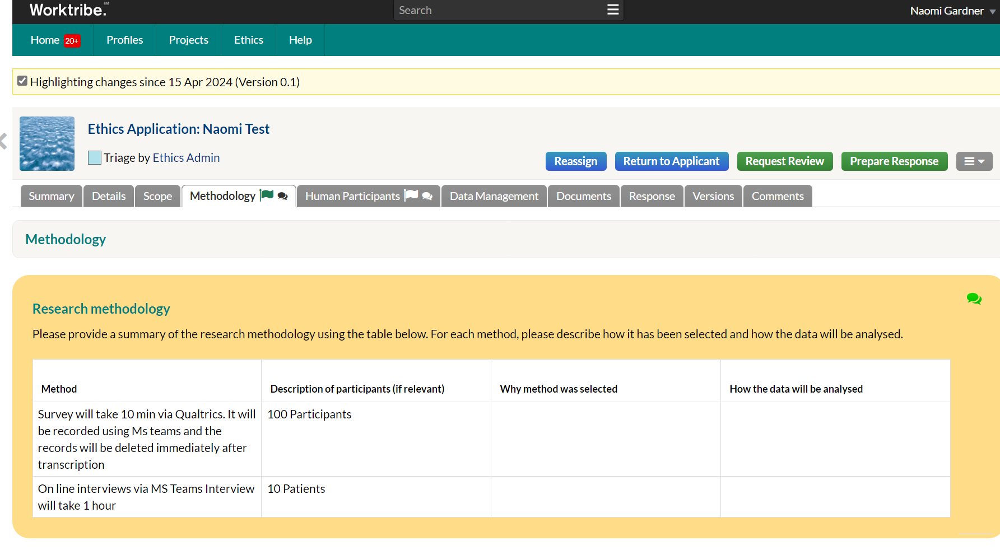 Worktribe.™
Search
Naomi Gardner
Home 20+ Profiles Projects Ethics Help
Highlighting changes since 15 Apr 2024 (Version 0.1)
Ethics Application: Naomi Test
Triage by Ethics Admin
Reassign Return to Applicant Request Review Prepare Response
Summary Details Scope Methodology Human Participants Data Management Documents Response Versions Comments
Methodology
Research methodology
Please provide a summary of the research methodology using the table below. For each method, please describe how it has been selected and how the data will be analysed.
Method Description of participants (if relevant) Why method was selected How the data will be analysed
Survey will take 10 min via Qualtrics. It will
be recorded using Ms teams and the
records will be deleted immediately after
transcription
100 Participants
On line interviews via MS Teams Interview
will take 1 hour
10 Patients